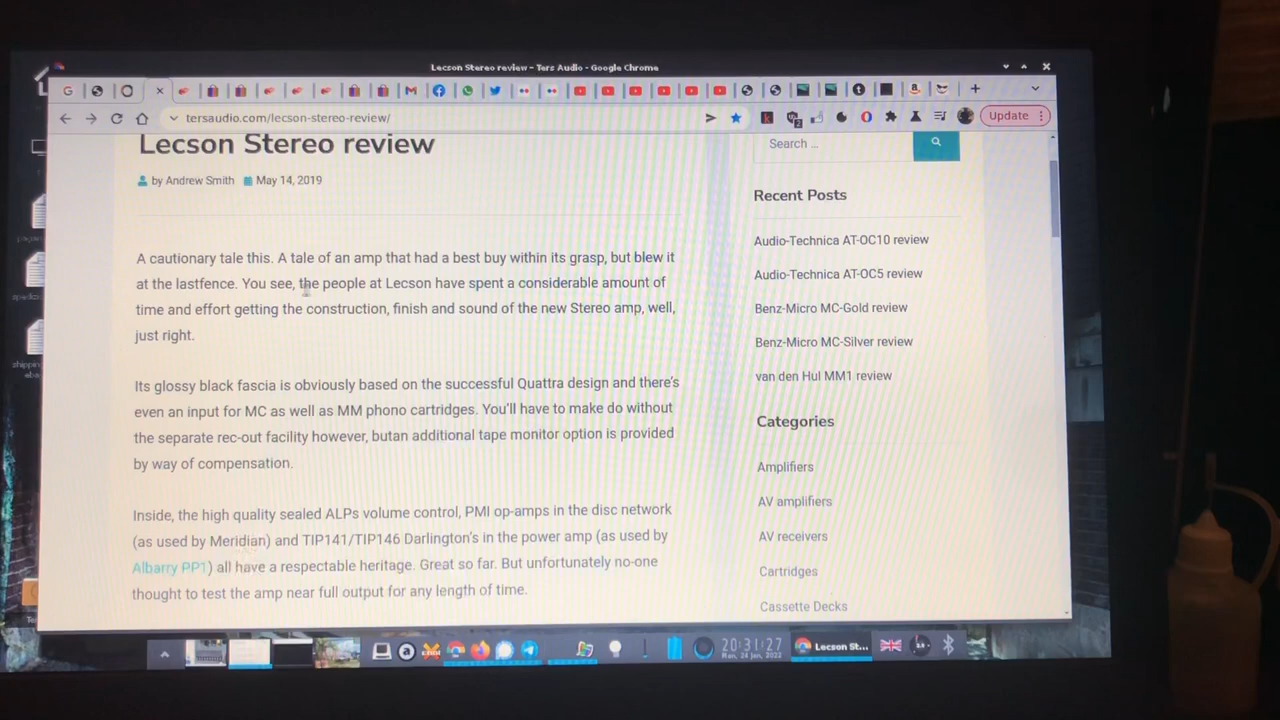 Lecson Stereo review – Ters Audio - Google Chrome
tersaudio.com/lecson-stereo-review/
Update
Lecson Stereo review
by Andrew Smith May 14, 2019
A cautionary tale this. A tale of an amp that had a best buy within its grasp, but blew it
at the lastfence. You see, the people at Lecson have spent a considerable amount of
time and effort getting the construction, finish and sound of the new Stereo amp, well,
just right.
Its glossy black fascia is obviously based on the successful Quattra design and there's
even an input for MC as well as MM phono cartridges. You'll have to make do without
the separate rec-out facility however, butan additional tape monitor option is provided
by way of compensation.
Inside, the high quality sealed ALPs volume control, PMI op-amps in the disc network
(as used by Meridian) and TIP141/TIP146 Darlington's in the power amp (as used by
Albarry PP1) all have a respectable heritage. Great so far. But unfortunately no-one
thought to test the amp near full output for any length of time.
Search ...
Recent Posts
Audio-Technica AT-OC10 review
Audio-Technica AT-OC5 review
Benz-Micro MC-Gold review
Benz-Micro MC-Silver review
van den Hul MM1 review
Categories
Amplifiers
AV amplifiers
AV receivers
Cartridges
Cassette Decks
20:31:27
Mon, 24 Jan, 2022
Lecson St...